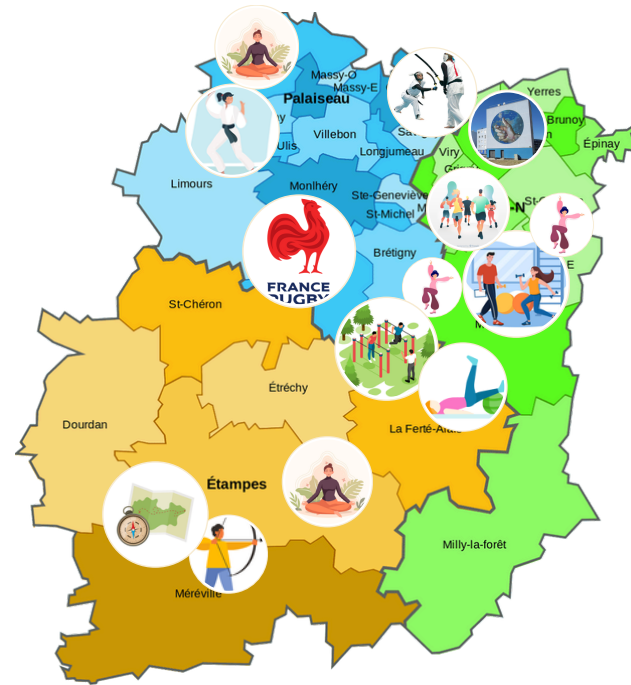 Massy-O
Massy-E
Palaiseau
Yerres
Brunoy
Épinay
Villebon
Ulis
Longjumeau
Viry
Limours
Monlhéry
Ste-Geneviève
St-Michel
Brétigny
FRANCE
RUGBY
St-Chéron
Étréchy
Dourdan
La Ferté-Alais
Étampes
Milly-la-forêt
Méréville